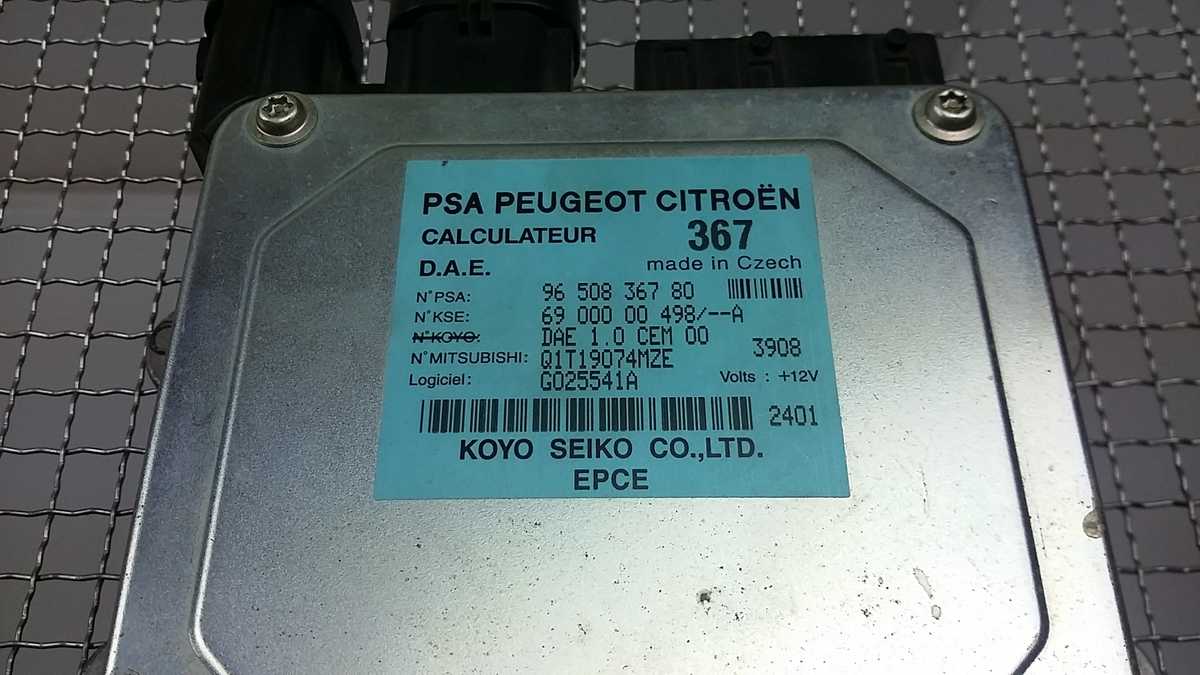 PSA PEUGEOT CITROËN
CALCULATEUR 367
D.A.E. made in Czech
N°PSA: 96 508 367 80
N°KSE: 69 000 00 498/--A
N°KOYO: DAE 1.0 CEM 00
N°MITSUBISHI: Q1T19074MZE 3908
Logiciel: G025541A Volts : +12V
2401
KOYO SEIKO CO.,LTD.
EPCE